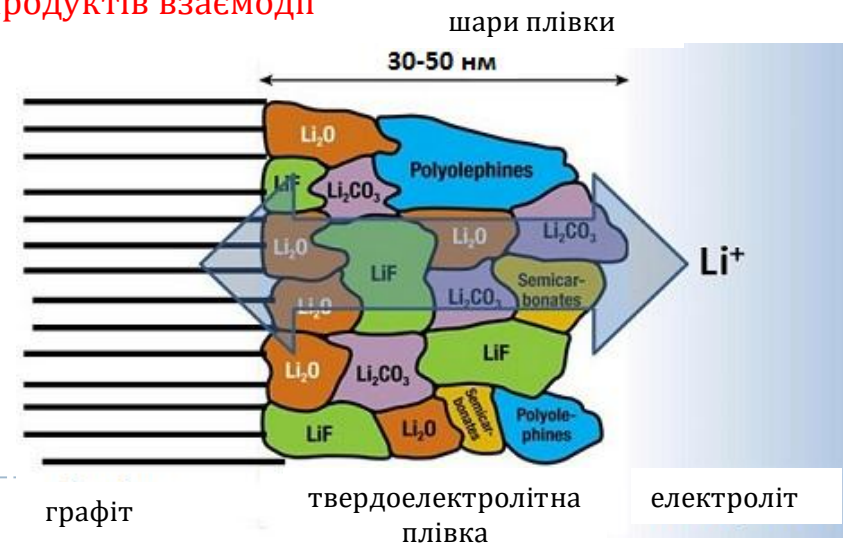 родуктів взаємодії
шари плівки
30-50 нм
Li₂O
Polyolephines
LiF
Li₂CO₃
Li₂O
Li₂O
Li₂CO₃
LiF
Li₂CO₃
Semicar-
bonates
Li⁺
Li₂O
LiF
Li₂O
Li₂CO₃
LiF
Li₂O
Semicar-
bonates
Polyole-
phines
графіт
твердоелектролітна
плівка
електроліт